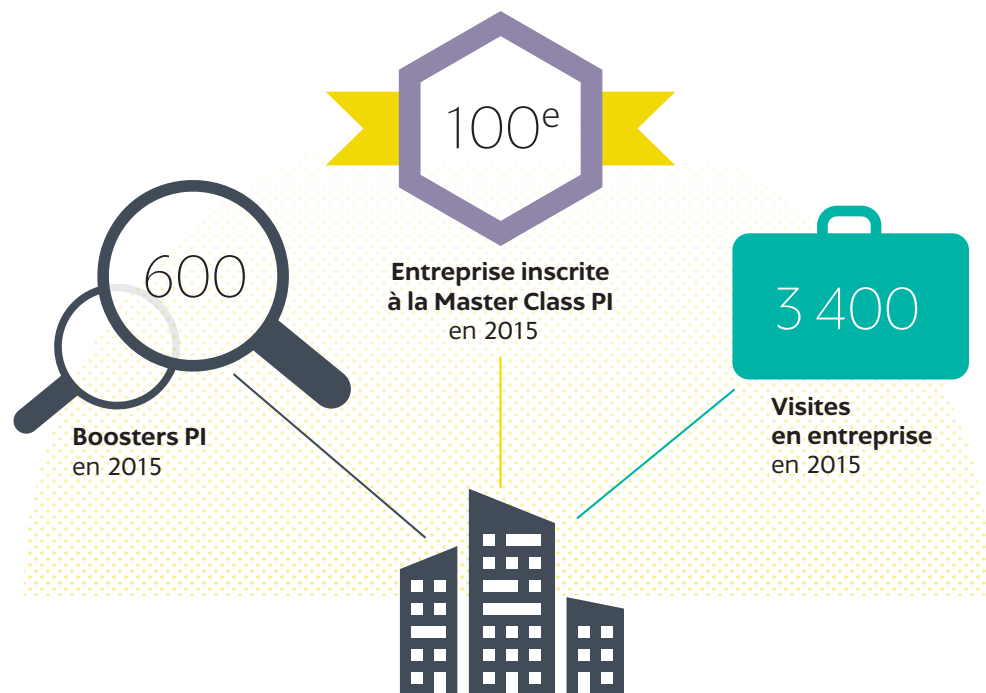 600
Boosters PI
en 2015
100e
Entreprise inscrite
à la Master Class PI
en 2015
3 400
Visites
en entreprise
en 2015